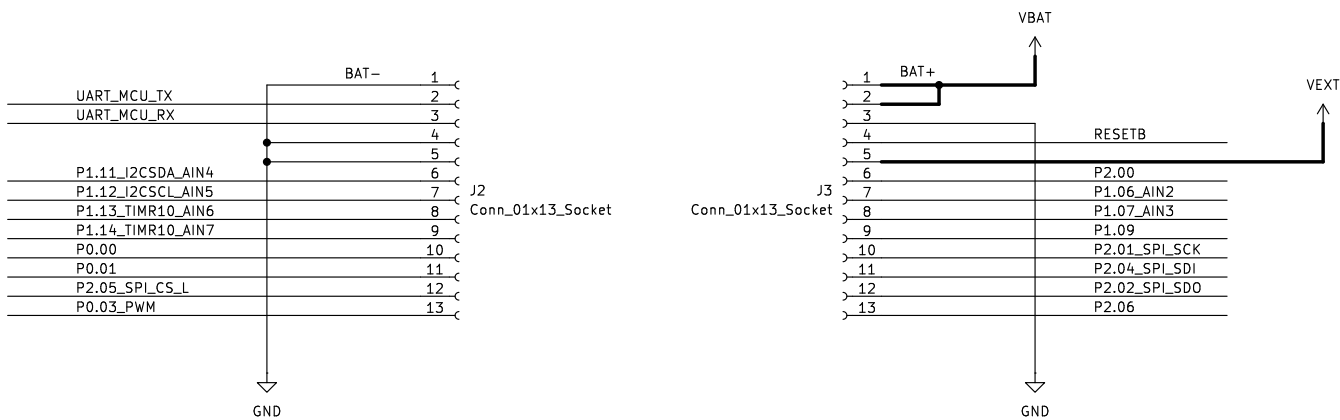 VBAT
BAT- 1
UART_MCU_TX 2
UART_MCU_RX 3
4
5
P1.11_I2CSDA_AIN4 6
P1.12_I2CSCL_AIN5 7
P1.13_TIMR10_AIN6 8
P1.14_TIMR10_AIN7 9
P0.00 10
P0.01 11
P2.05_SPI_CS_L 12
P0.03_PWM 13
J2
Conn_01x13_Socket
GND
1 BAT+
2
3
4 RESETB
5
6 P2.00
7 P1.06_AIN2
8 P1.07_AIN3
9 P1.09
10 P2.01_SPI_SCK
11 P2.04_SPI_SDI
12 P2.02_SPI_SDO
13 P2.06
J3
Conn_01x13_Socket
VEXT
GND